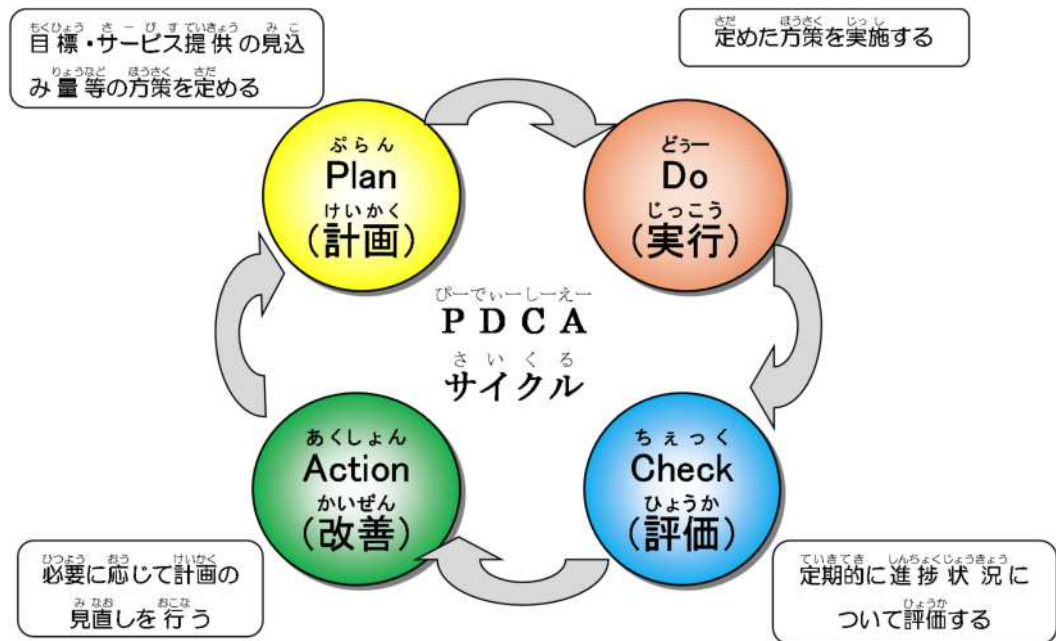 もくひょう さーびすていきょう みこ
目標・サービス提供の見込
りょうなど ほうさく さだ
み量等の方策を定める
さだ ほうさく じっし
定めた方策を実施する
ぷらん
Plan
けいかく
（計画）
どぅー
Do
じっこう
（実行）
ぴーでぃーしーえー
PDCA
さいくる
サイクル
あくしょん
Action
かいぜん
（改善）
ちぇっく
Check
ひょうか
（評価）
ひつよう おう けいかく
必要に応じて計画の
みなお おこな
見直しを行う
ていきてき しんちょくじょうきょう
定期的に進捗状況に
ひょうか
ついて評価する